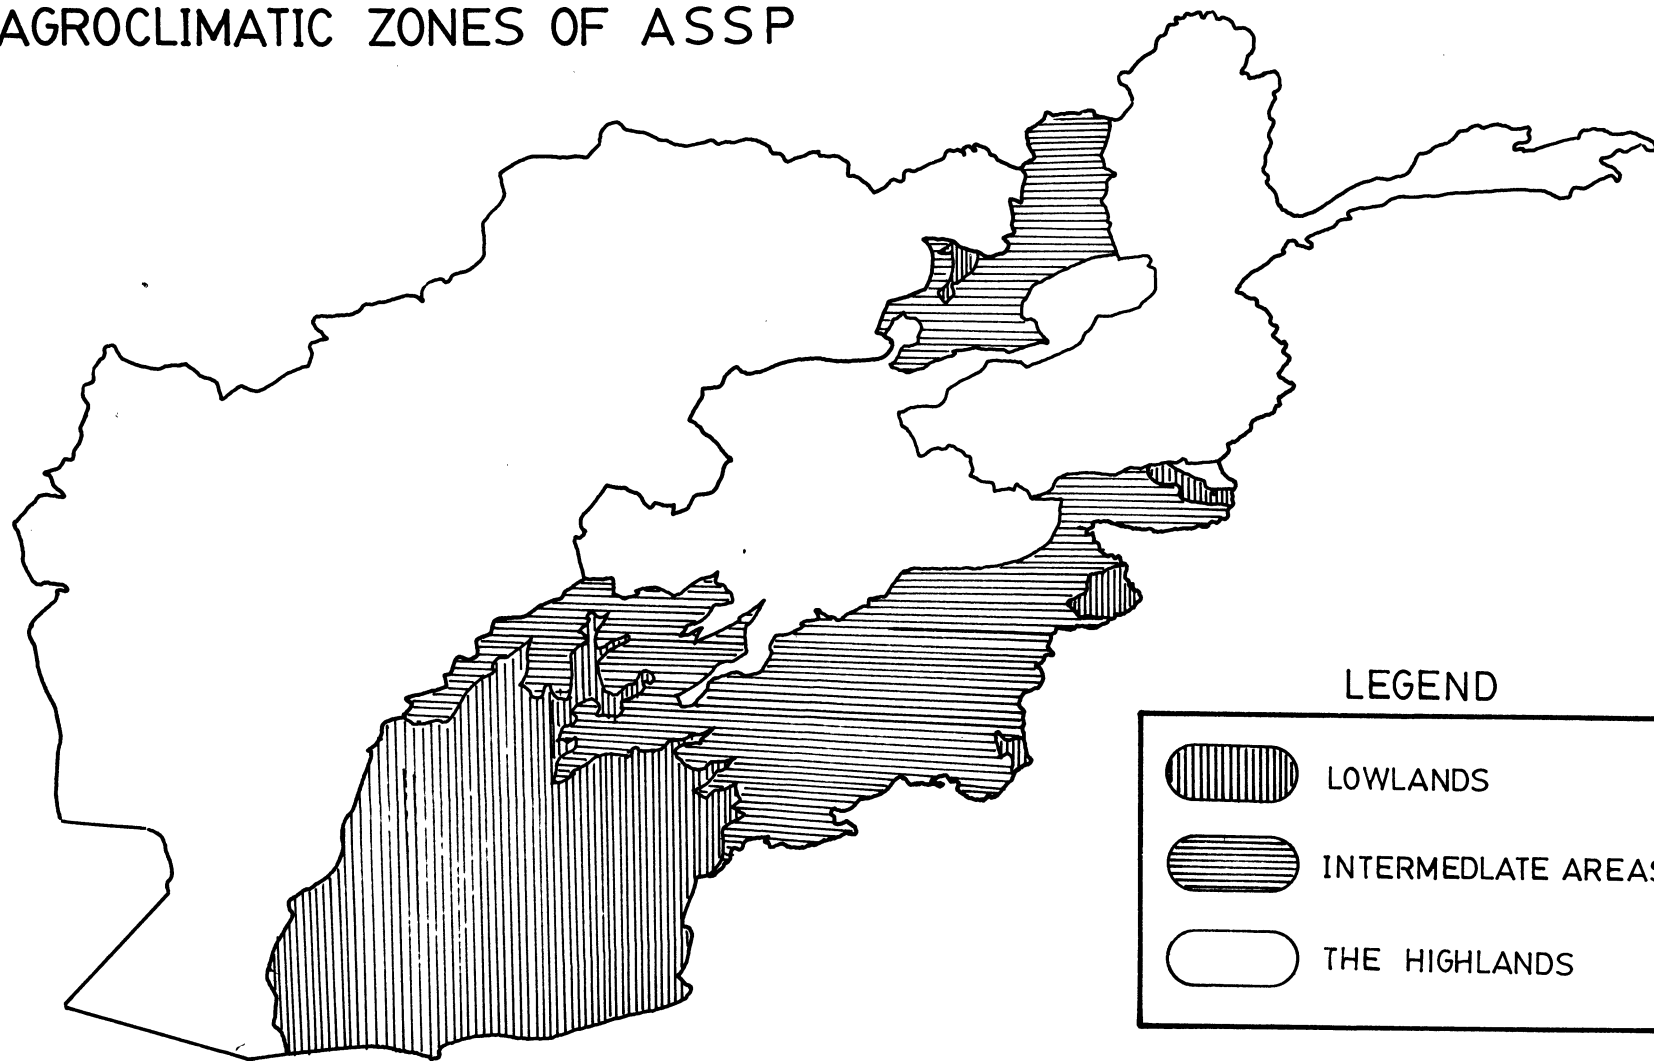 AGROCLIMATIC ZONES OF ASSP
LEGEND
LOWLANDS
INTERMEDLATE AREAS
THE HIGHLANDS